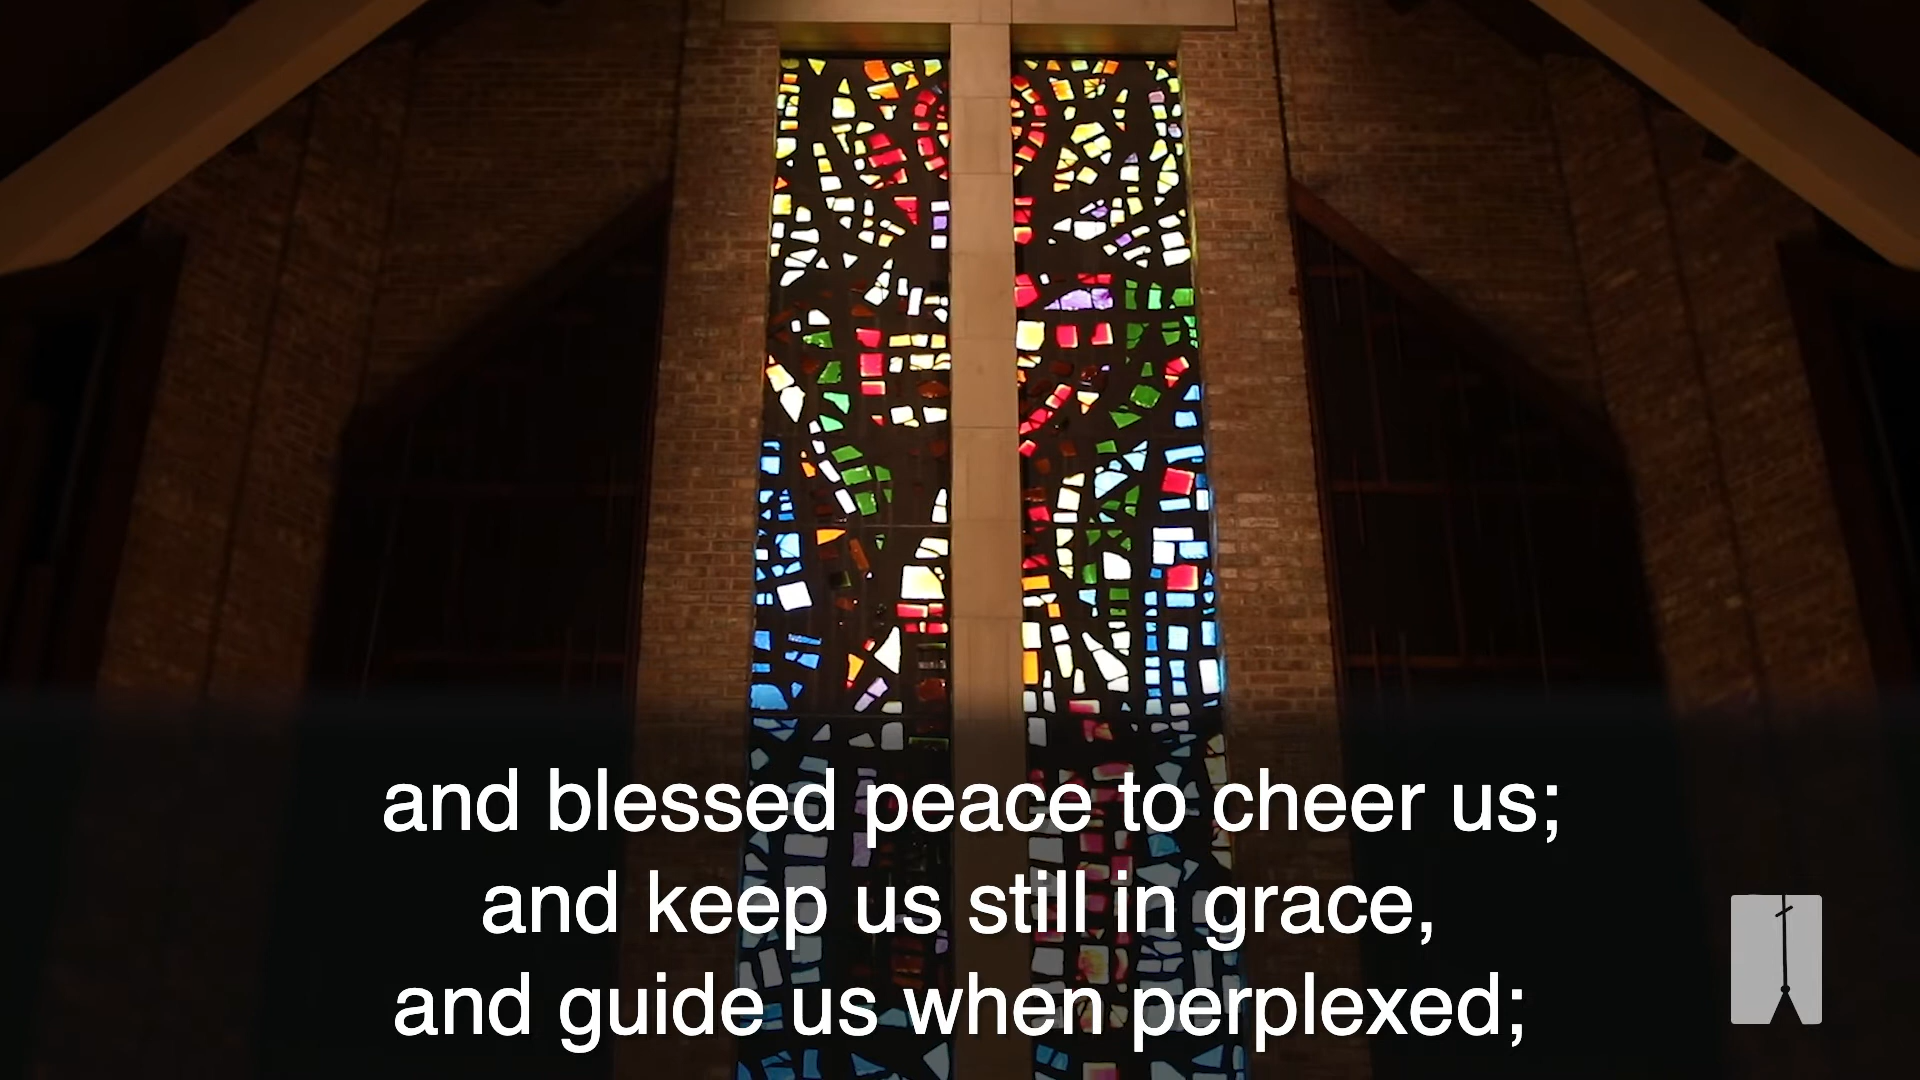 and blessed peace to cheer us;
and keep us still in grace,
and guide us when perplexed;